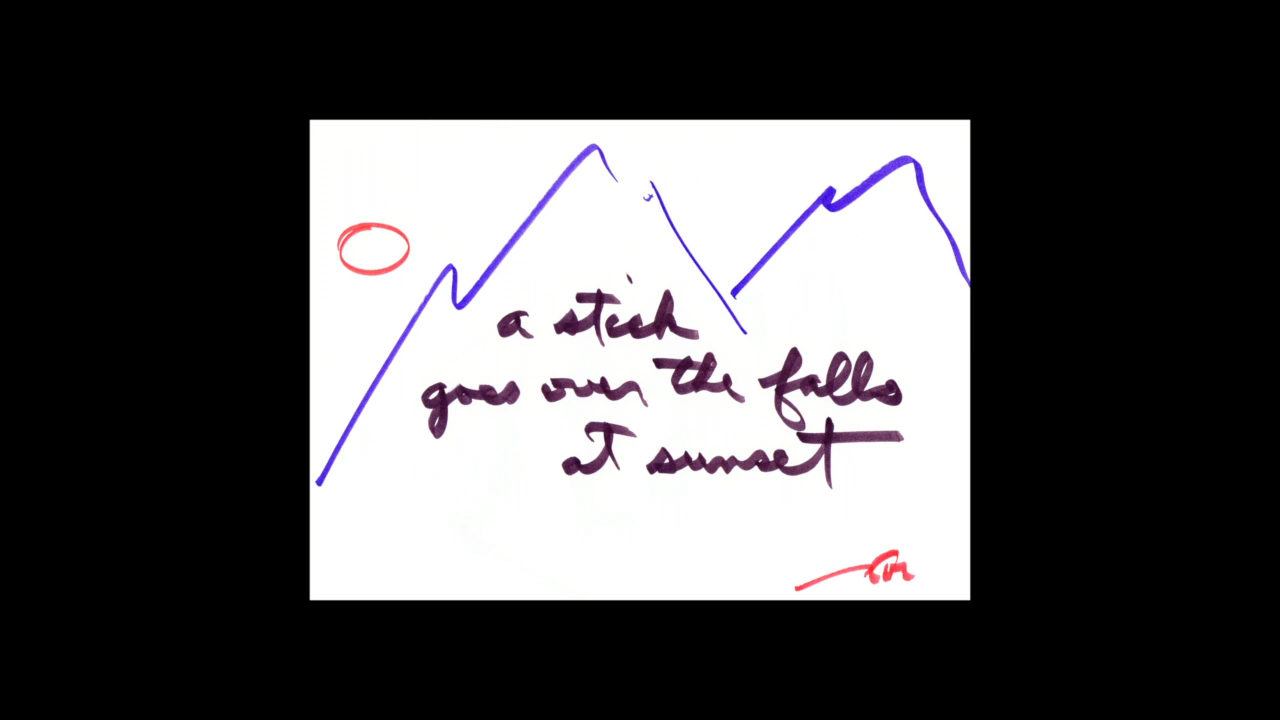 a stick
goes over the falls
at sunset